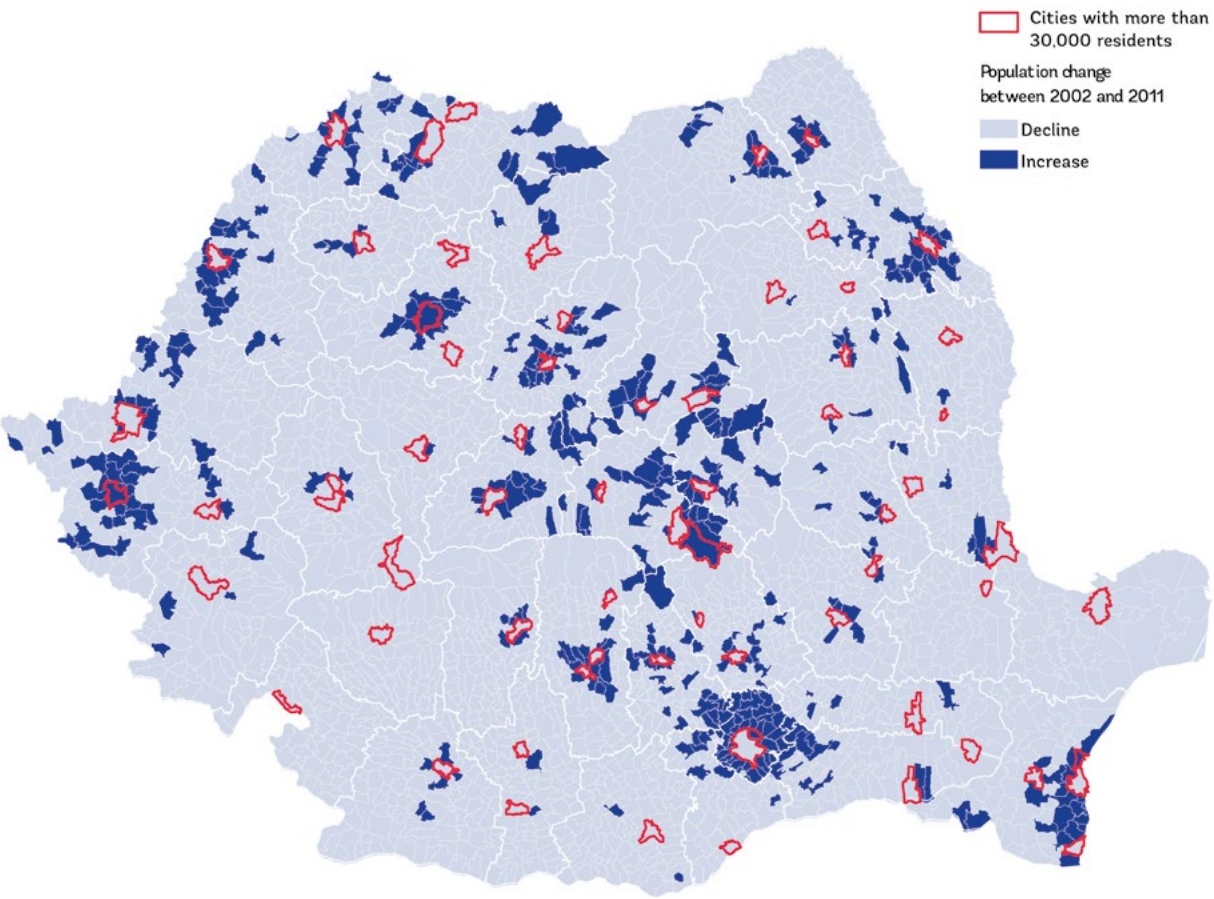 Cities with more than
30,000 residents
Population change
between 2002 and 2011
Decline
Increase